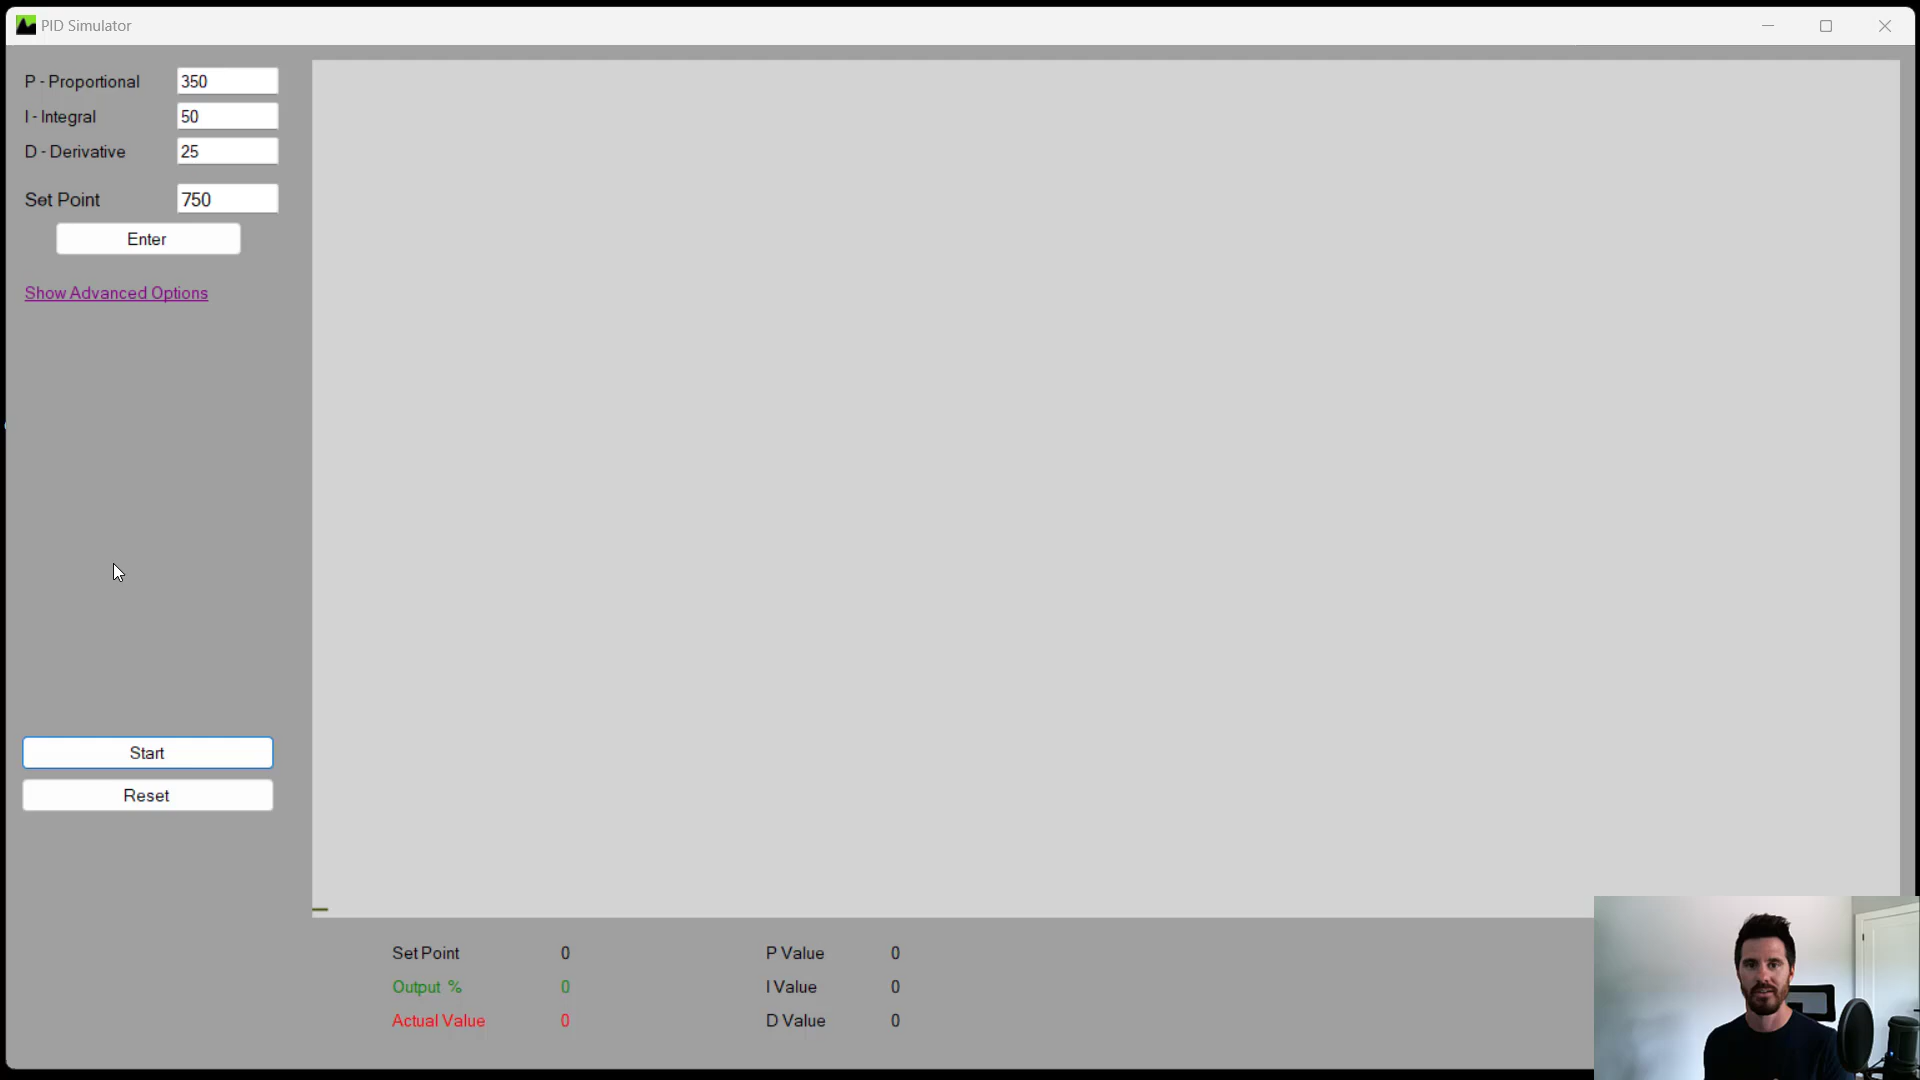 PID Simulator
P - Proportional 350
I - Integral 50
D - Derivative 25
Set Point 750
Enter
Show Advanced Options
Start
Reset
Set Point 0 P Value 0
Output % 0 I Value 0
Actual Value 0 D Value 0